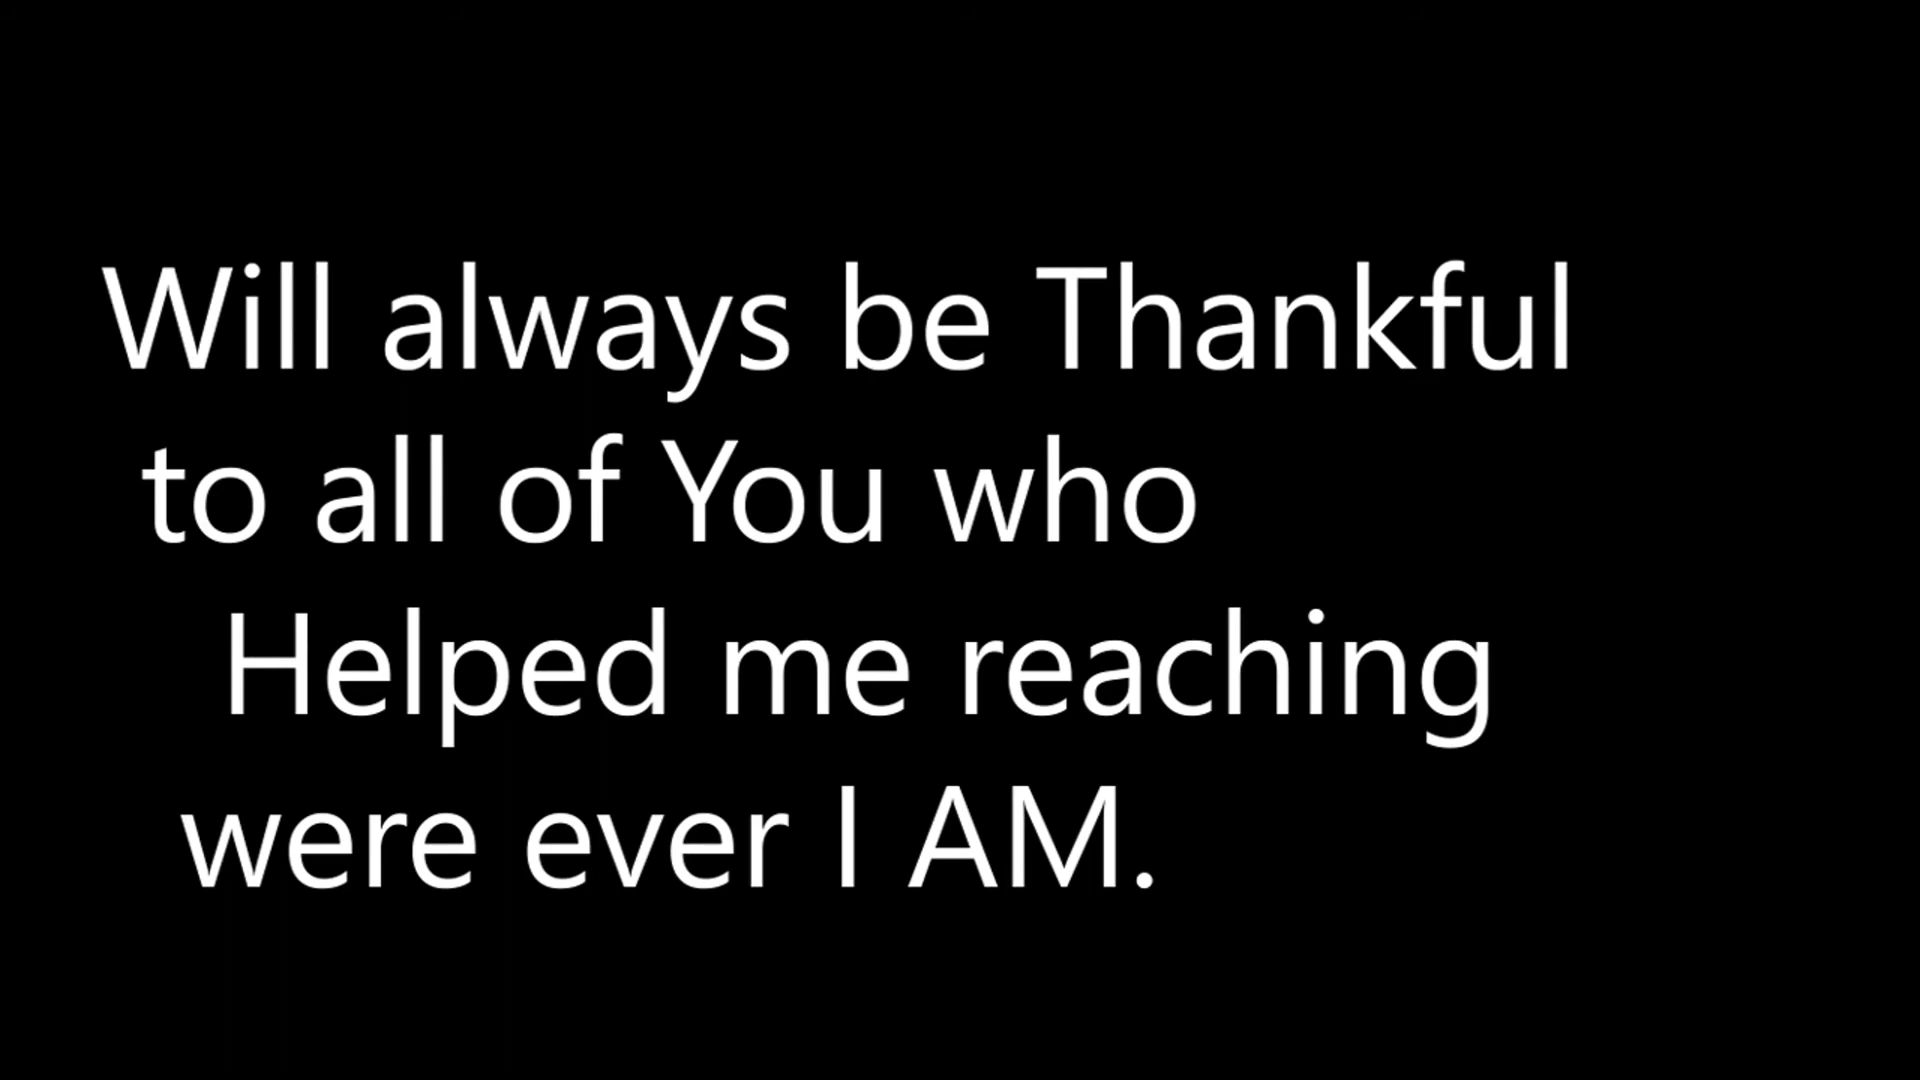 Will always be Thankful
to all of You who
Helped me reaching
were ever I AM.